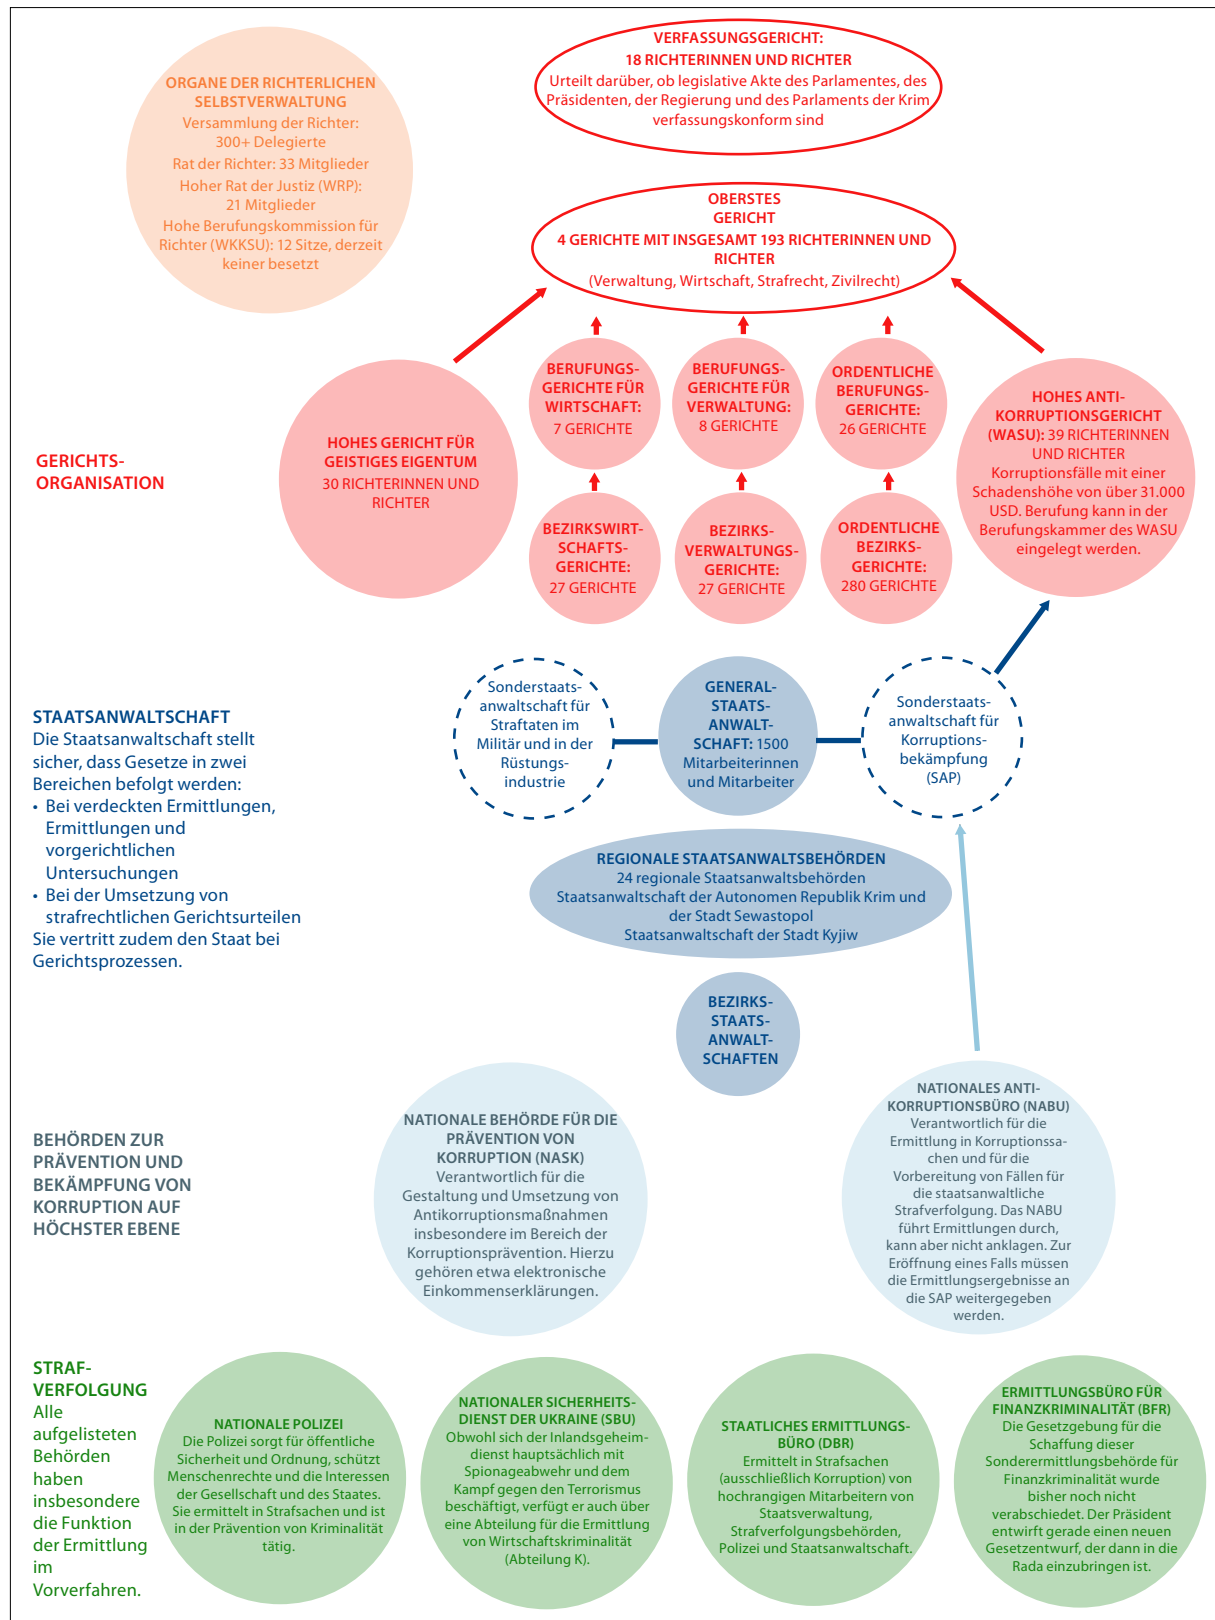 ORGANE DER RICHTERLICHEN
SELBSTVERWALTUNG
Versammlung der Richter:
300+ Delegierte
Rat der Richter: 33 Mitglieder
Hoher Rat der Justiz (WRP):
21 Mitglieder
Hohe Berufungskommission für
Richter (WKKSU): 12 Sitze, derzeit
keiner besetzt
VERFASSUNGSGERICHT:
18 RICHTERINNEN UND RICHTER
Urteilt darüber, ob legislative Akte des Parlamentes, des
Präsidenten, der Regierung und des Parlaments der Krim
verfassungskonform sind
OBERSTES
GERICHT
4 GERICHTE MIT INSGESAMT 193 RICHTERINNEN UND
RICHTER
(Verwaltung, Wirtschaft, Strafrecht, Zivilrecht)
GERICHTS-
ORGANISATION
HOHES GERICHT FÜR
GEISTIGES EIGENTUM
30 RICHTERINNEN UND
RICHTER
BERUFUNGS-
GERICHTE FÜR
WIRTSCHAFT:
7 GERICHTE
BERUFUNGS-
GERICHTE FÜR
VERWALTUNG:
8 GERICHTE
ORDENTLICHE
BERUFUNGS-
GERICHTE:
26 GERICHTE
HOHES ANTI-
KORRUPTIONSGERICHT
(WASU): 39 RICHTERINNEN
UND RICHTER
Korruptionsfälle mit einer
Schadenshöhe von über 31.000
USD. Berufung kann in der
Berufungskammer des WASU
eingelegt werden.
BEZIRKSWIRT-
SCHAFTS-
GERICHTE:
27 GERICHTE
BEZIRKS-
VERWALTUNGS-
GERICHTE:
27 GERICHTE
ORDENTLICHE
BEZIRKS-
GERICHTE:
280 GERICHTE
STAATSANWALTSCHAFT
Die Staatsanwaltschaft stellt
sicher, dass Gesetze in zwei
Bereichen befolgt werden:
• Bei verdeckten Ermittlungen,
Ermittlungen und
vorgerichtlichen
Untersuchungen
• Bei der Umsetzung von
strafrechtlichen Gerichtsurteilen
Sie vertritt zudem den Staat bei
Gerichtsprozessen.
Sonderstaats-
anwaltschaft für
Straftaten im
Militär und in der
Rüstungs-
industrie
GENERAL-
STAATS-
ANWALT-
SCHAFT: 1500
Mitarbeiterinnen
und Mitarbeiter
Sonderstaats-
anwaltschaft für
Korruptions-
bekämpfung
(SAP)
REGIONALE STAATSANWALTSBEHÖRDEN
24 regionale Staatsanwaltsbehörden
Staatsanwaltschaft der Autonomen Republik Krim und
der Stadt Sewastopol
Staatsanwaltschaft der Stadt Kyjiw
BEZIRKS-
STAATS-
ANWALT-
SCHAFTEN
BEHÖRDEN ZUR
PRÄVENTION UND
BEKÄMPFUNG VON
KORRUPTION AUF
HÖCHSTER EBENE
NATIONALE BEHÖRDE FÜR DIE
PRÄVENTION VON
KORRUPTION (NASK)
Verantwortlich für die
Gestaltung und Umsetzung von
Antikorruptionsmaßnahmen
insbesondere im Bereich der
Korruptionsprävention. Hierzu
gehören etwa elektronische
Einkommenserklärungen.
NATIONALES ANTI-
KORRUPTIONSBÜRO (NABU)
Verantwortlich für die
Ermittlung in Korruptionssa-
chen und für die
Vorbereitung von Fällen für
die staatsanwaltliche
Strafverfolgung. Das NABU
führt Ermittlungen durch,
kann aber nicht anklagen. Zur
Eröffnung eines Falls müssen
die Ermittlungsergebnisse an
die SAP weitergegeben
werden.
STRAF-
VERFOLGUNG
Alle
aufgelisteten
Behörden
haben
insbesondere
die Funktion
der Ermittlung
im
Vorverfahren.
NATIONALE POLIZEI
Die Polizei sorgt für öffentliche
Sicherheit und Ordnung, schützt
Menschenrechte und die Interessen
der Gesellschaft und des Staates.
Sie ermittelt in Strafsachen und ist
in der Prävention von Kriminalität
tätig.
NATIONALER SICHERHEITS-
DIENST DER UKRAINE (SBU)
Obwohl sich der Inlandsgeheim-
dienst hauptsächlich mit
Spionageabwehr und dem
Kampf gegen den Terrorismus
beschäftigt, verfügt er auch über
eine Abteilung für die Ermittlung
von Wirtschaftskriminalität
(Abteilung K).
STAATLICHES ERMITTLUNGS-
BÜRO (DBR)
Ermittelt in Strafsachen
(ausschließlich Korruption) von
hochrangigen Mitarbeitern von
Staatsverwaltung,
Strafverfolgungsbehörden,
Polizei und Staatsanwaltschaft.
ERMITTLUNGSBÜRO FÜR
FINANZKRIMINALITÄT (BFR)
Die Gesetzgebung für die
Schaffung dieser
Sonderermittlungsbehörde für
Finanzkriminalität wurde
bisher noch nicht
verabschiedet. Der Präsident
entwirft gerade einen neuen
Gesetzentwurf, der dann in die
Rada einzubringen ist.